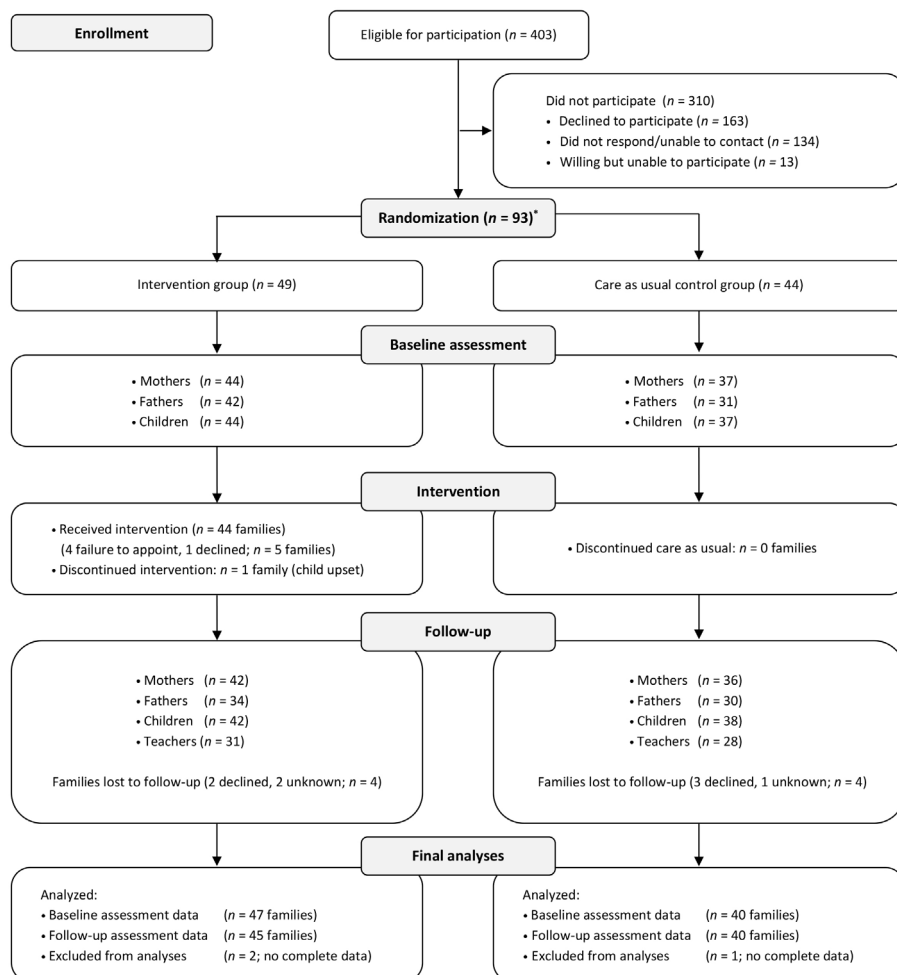 Enrollment
Eligible for participation (n = 403)
Did not participate (n = 310)
• Declined to participate (n = 163)
• Did not respond/unable to contact (n = 134)
• Willing but unable to participate (n = 13)
Randomization (n = 93)*
Intervention group (n = 49)
Care as usual control group (n = 44)
Baseline assessment
• Mothers (n = 44)
• Fathers (n = 42)
• Children (n = 44)
• Mothers (n = 37)
• Fathers (n = 31)
• Children (n = 37)
Intervention
• Received intervention (n = 44 families)
(4 failure to appoint, 1 declined; n = 5 families)
• Discontinued intervention: n = 1 family (child upset)
• Discontinued care as usual: n = 0 families
Follow-up
• Mothers (n = 42)
• Fathers (n = 34)
• Children (n = 42)
• Teachers (n = 31)
Families lost to follow-up (2 declined, 2 unknown; n = 4)
• Mothers (n = 36)
• Fathers (n = 30)
• Children (n = 38)
• Teachers (n = 28)
Families lost to follow-up (3 declined, 1 unknown; n = 4)
Final analyses
Analyzed:
• Baseline assessment data (n = 47 families)
• Follow-up assessment data (n = 45 families)
• Excluded from analyses (n = 2; no complete data)
Analyzed:
• Baseline assessment data (n = 40 families)
• Follow-up assessment data (n = 40 families)
• Excluded from analyses (n = 1; no complete data)